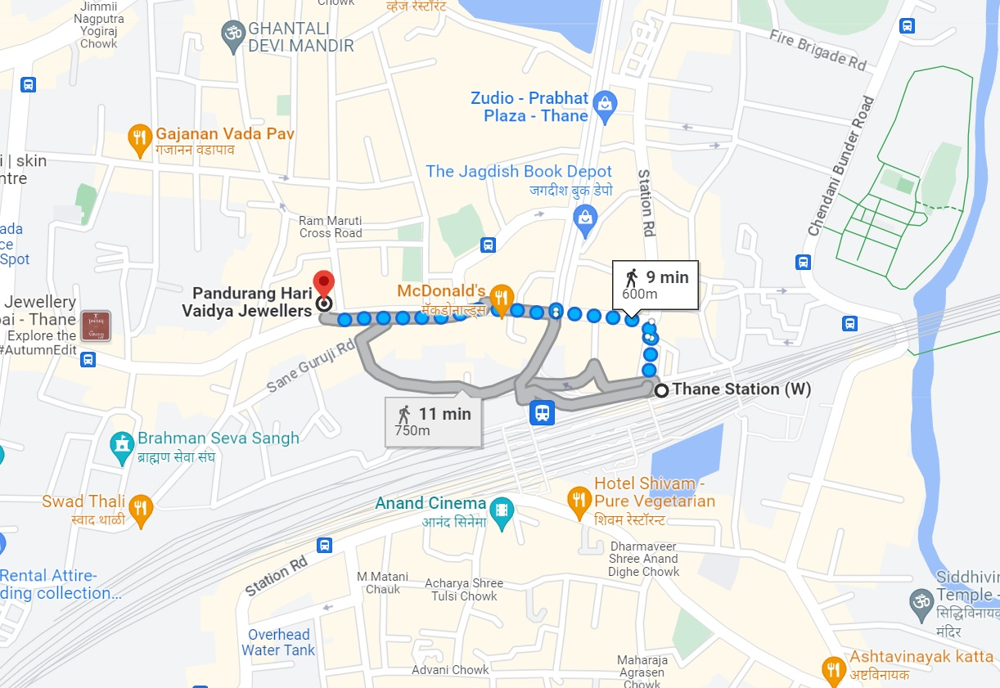 Chowk
व्हेज रेस्टॉरंट
Jimmii
Nagputra
Yogiraj
Chowk
GHANTALI
DEVI MANDIR
Fire Brigade Rd
Zudio - Prabhat
Plaza - Thane
Chendani Bunder Road
Gajanan Vada Pav
गजानन वडापाव
i | skin
ntre
The Jagdish Book Depot
जगदीश बुक डेपो
Station Rd
Ram Maruti
Cross Road
ada
ce
Spot
9 min
600m
Pandurang Hari
Vaidya Jewellers
McDonald's
मॅकडोनाल्ड्स
Jewellery
pai - Thane
Explore the
#AutumnEdit
Sane Guruji Rd
Thane Station (W)
11 min
750m
Brahman Seva Sangh
ब्राह्मण सेवा संघ
Swad Thali
स्वाद थाळी
Anand Cinema
आनंद सिनेमा
Hotel Shivam -
Pure Vegetarian
शिवम रेस्टॉरन्ट
Dharmaveer
Shree Anand
Dighe Chowk
Station Rd
M Matani
Chauk
Acharya Shree
Tulsi Chowk
Rental Attire-
ding collection...
Siddhivin
Temple -
सिद्धिविनायक
मंदिर
Overhead
Water Tank
Advani Chowk
Maharaja
Agrasen
Chowk
Ashtavinayak katta
अष्टविनायक